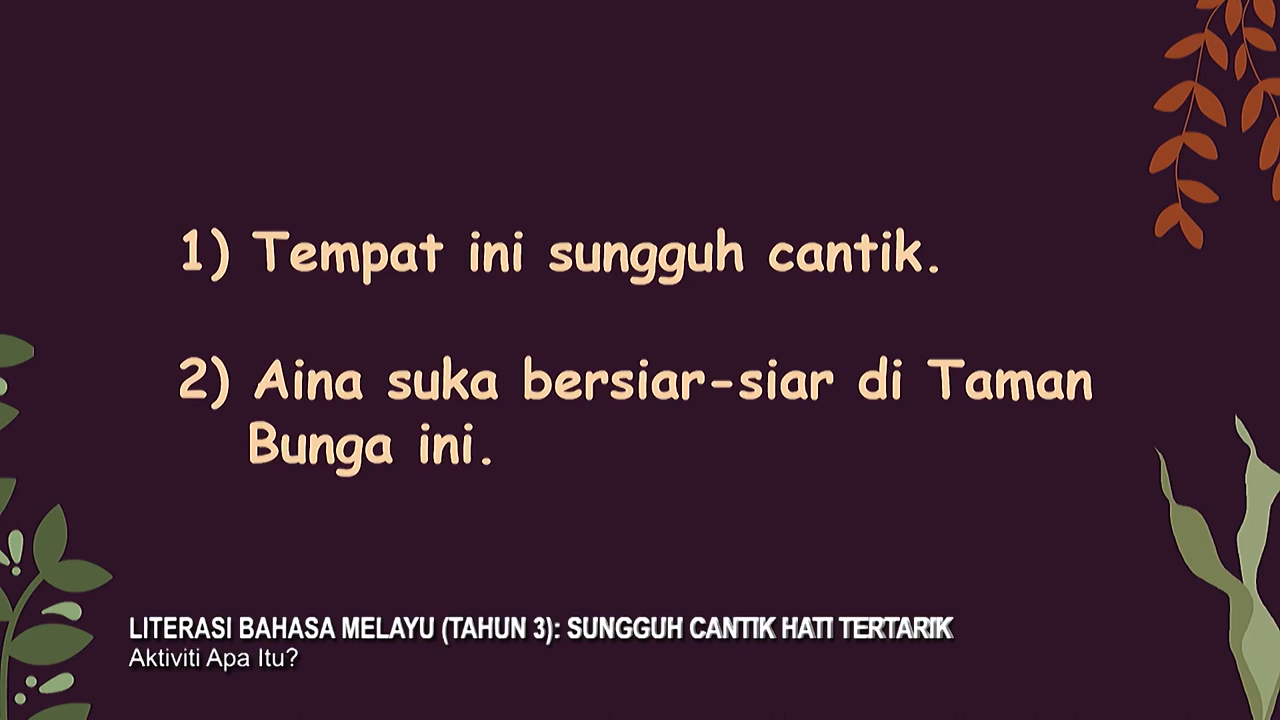 1) Tempat ini sungguh cantik.
2) Aina suka bersiar-siar di Taman
Bunga ini.
LITERASI BAHASA MELAYU (TAHUN 3): SUNGGUH CANTIK HATI TERTARIK
Aktiviti Apa Itu?